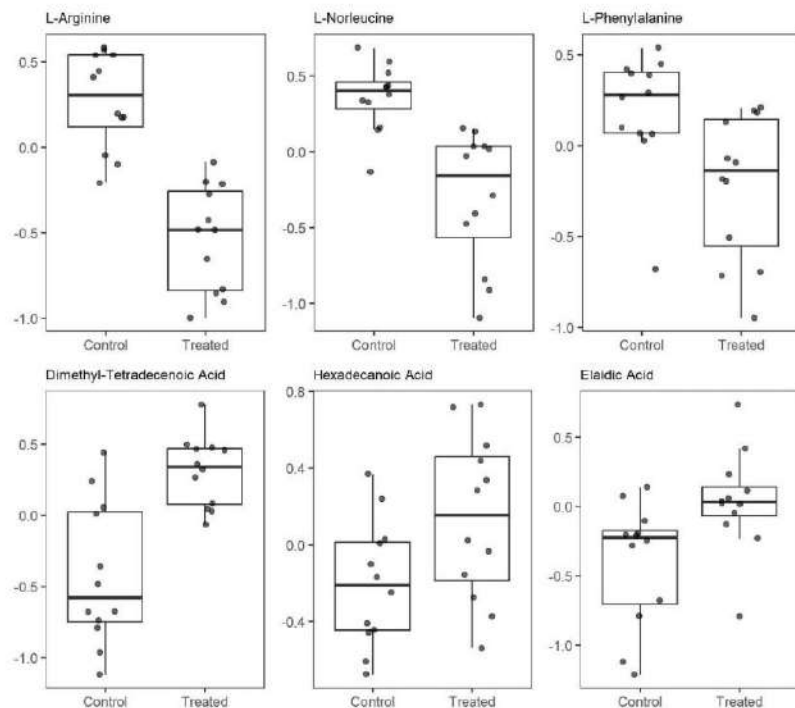 L-Arginine
L-Norleucine
L-Phenylalanine
0.5
0.0
-0.5
-1.0
Control
Treated
0.5
0.0
-0.5
-1.0
Control
Treated
0.5
0.0
-0.5
-1.0
Control
Treated
Dimethyl-Tetradecenoic Acid
Hexadecanoic Acid
Elaidic Acid
0.5
0.0
-0.5
-1.0
Control
Treated
0.8
0.4
0.0
-0.4
Control
Treated
0.5
0.0
-0.5
-1.0
Control
Treated